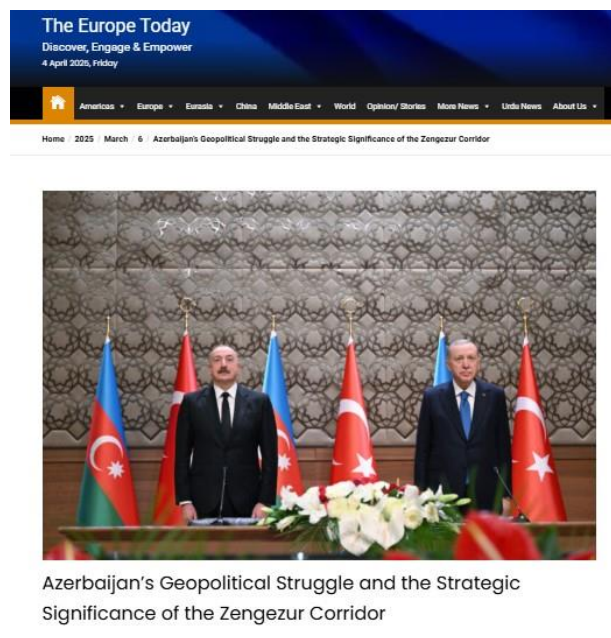 The Europe Today
Discover, Engage & Empower
4 April 2025, Friday
Americas Europe Eurasia China Middle East World Opinion/ Stories More News Urdu News About Us
Home / 2025 / March / 6 / Azerbaijan's Geopolitical Struggle and the Strategic Significance of the Zengezur Corridor
Azerbaijan's Geopolitical Struggle and the Strategic
Significance of the Zengezur Corridor